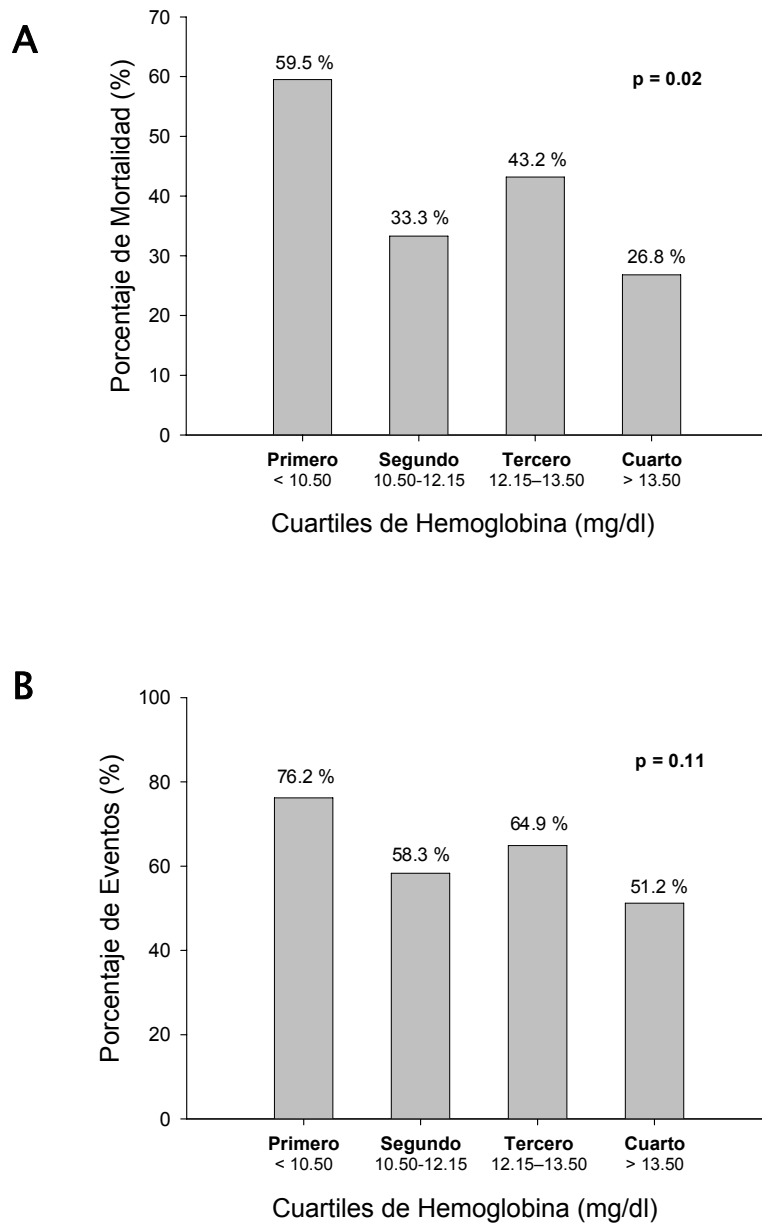 A
Porcentaje de Mortalidad (%)
70
60
50
40
30
20
10
0
59.5 %
33.3 %
43.2 %
26.8 %
p = 0.02
Primero Segundo Tercero Cuarto
< 10.50 10.50-12.15 12.15–13.50 > 13.50
Cuartiles de Hemoglobina (mg/dl)
B
Porcentaje de Eventos (%)
100
80
60
40
20
0
76.2 %
58.3 %
64.9 %
51.2 %
p = 0.11
Primero Segundo Tercero Cuarto
< 10.50 10.50-12.15 12.15–13.50 > 13.50
Cuartiles de Hemoglobina (mg/dl)